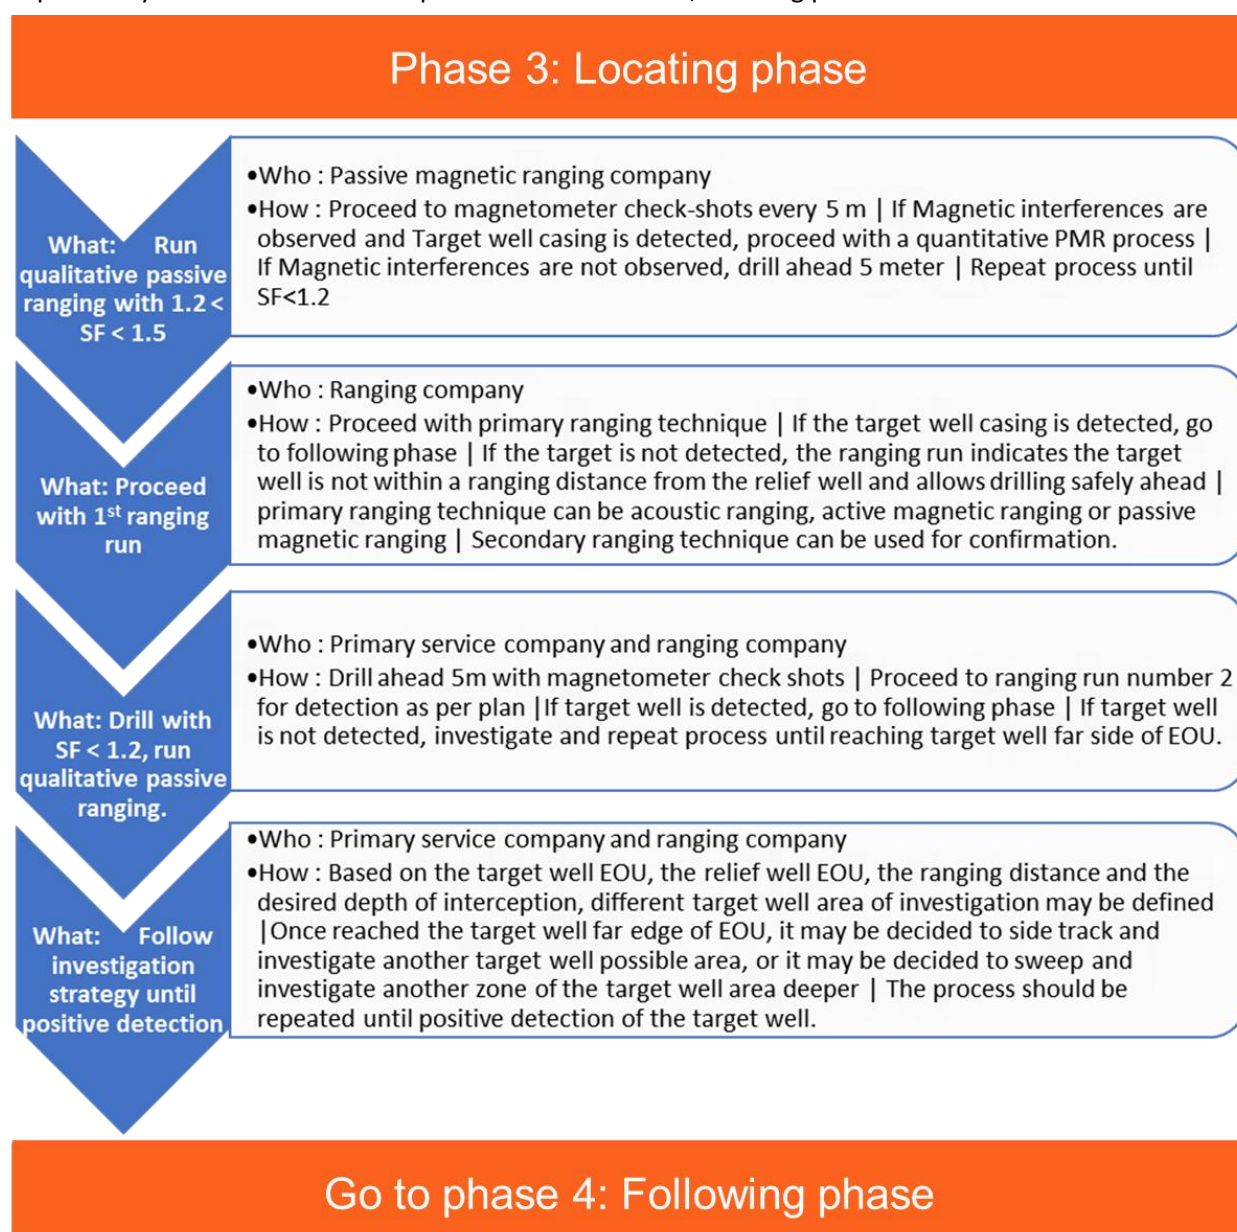 Phase 3: Locating phase
What: Run
qualitative passive
ranging with 1.2 <
SF < 1.5
•Who : Passive magnetic ranging company
•How : Proceed to magnetometer check-shots every 5 m | If Magnetic interferences are
observed and Target well casing is detected, proceed with a quantitative PMR process |
If Magnetic interferences are not observed, drill ahead 5 meter | Repeat process until
SF<1.2
What: Proceed
with 1st ranging
run
•Who : Ranging company
•How : Proceed with primary ranging technique | If the target well casing is detected, go
to following phase | If the target is not detected, the ranging run indicates the target
well is not within a ranging distance from the relief well and allows drilling safely ahead |
primary ranging technique can be acoustic ranging, active magnetic ranging or passive
magnetic ranging | Secondary ranging technique can be used for confirmation.
What: Drill with
SF < 1.2, run
qualitative passive
ranging.
•Who : Primary service company and ranging company
•How : Drill ahead 5m with magnetometer check shots | Proceed to ranging run number 2
for detection as per plan |If target well is detected, go to following phase | If target well
is not detected, investigate and repeat process until reaching target well far side of EOU.
What: Follow
investigation
strategy until
positive detection
•Who : Primary service company and ranging company
•How : Based on the target well EOU, the relief well EOU, the ranging distance and the
desired depth of interception, different target well area of investigation may be defined
|Once reached the target well far edge of EOU, it may be decided to side track and
investigate another target well possible area, or it may be decided to sweep and
investigate another zone of the target well area deeper | The process should be
repeated until positive detection of the target well.
Go to phase 4: Following phase